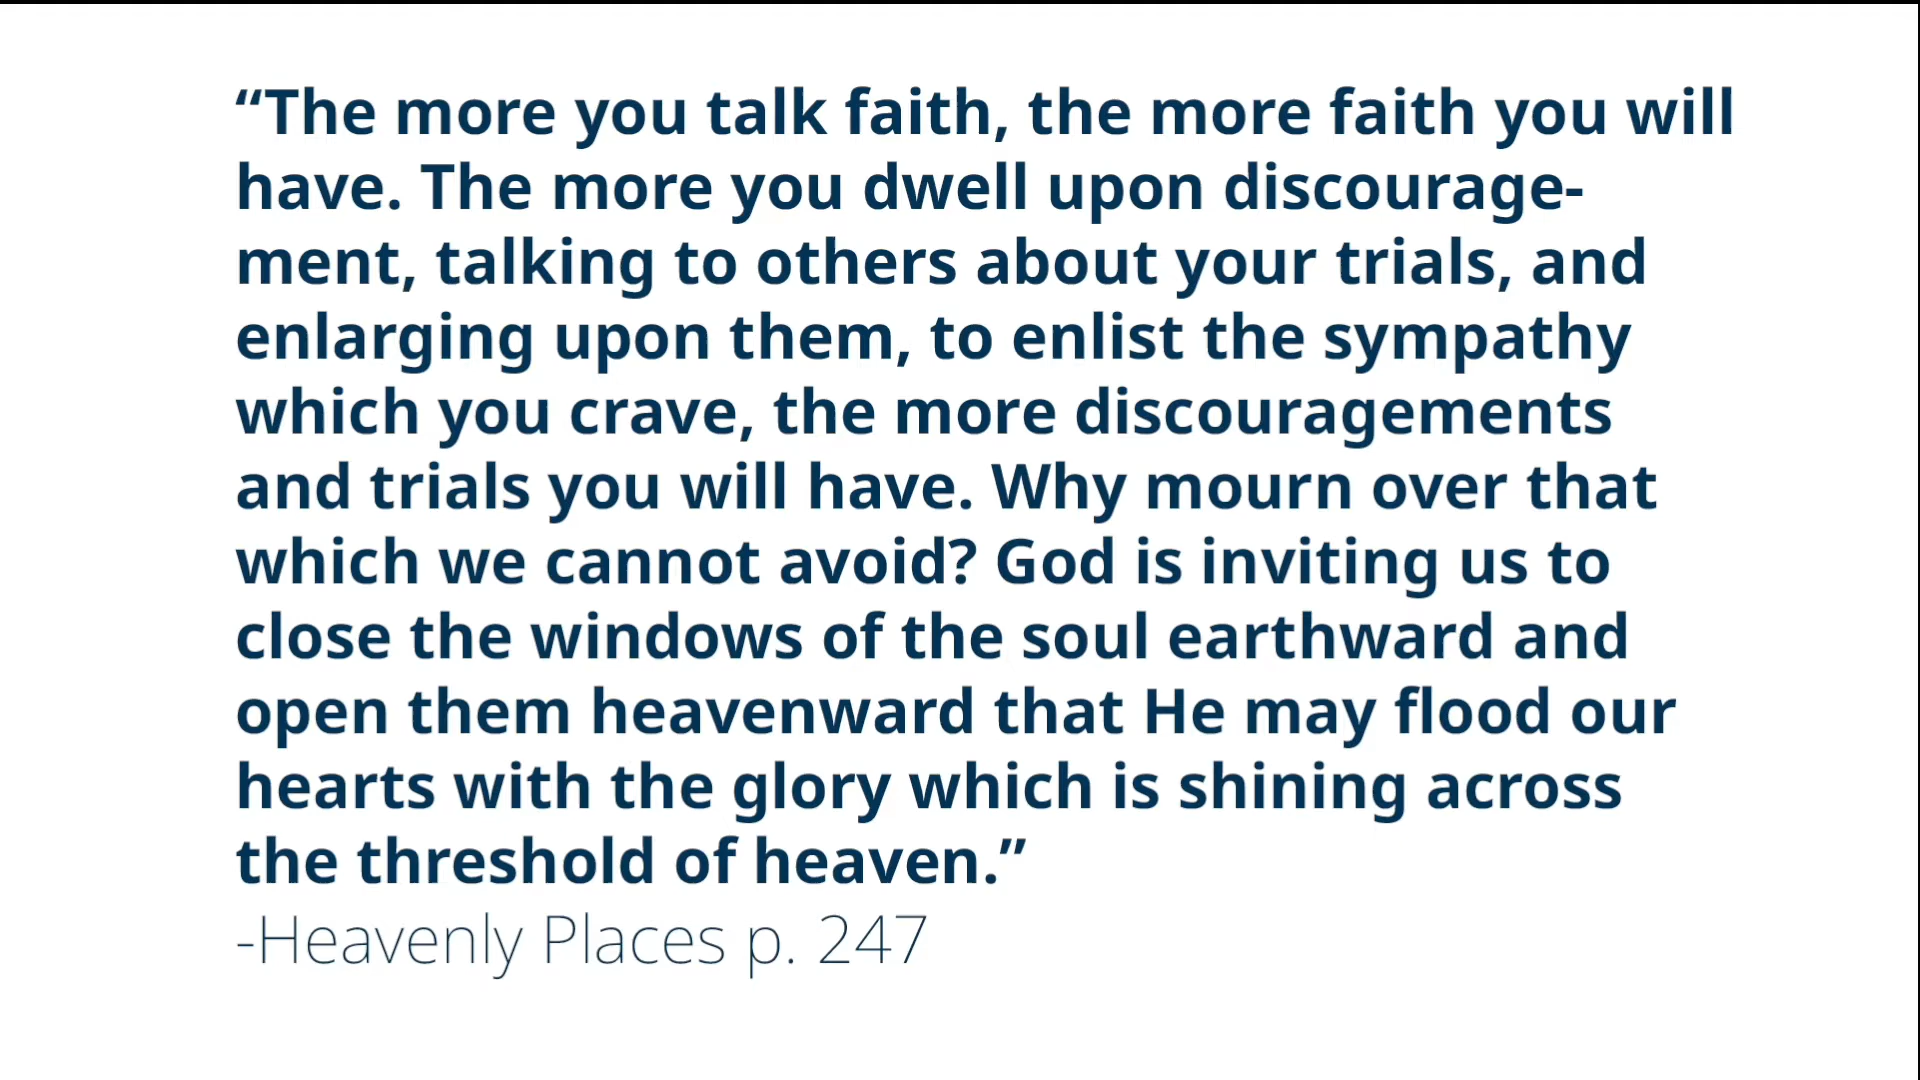 “The more you talk faith, the more faith you will
have. The more you dwell upon discourage-
ment, talking to others about your trials, and
enlarging upon them, to enlist the sympathy
which you crave, the more discouragements
and trials you will have. Why mourn over that
which we cannot avoid? God is inviting us to
close the windows of the soul earthward and
open them heavenward that He may flood our
hearts with the glory which is shining across
the threshold of heaven.”
-Heavenly Places p. 247